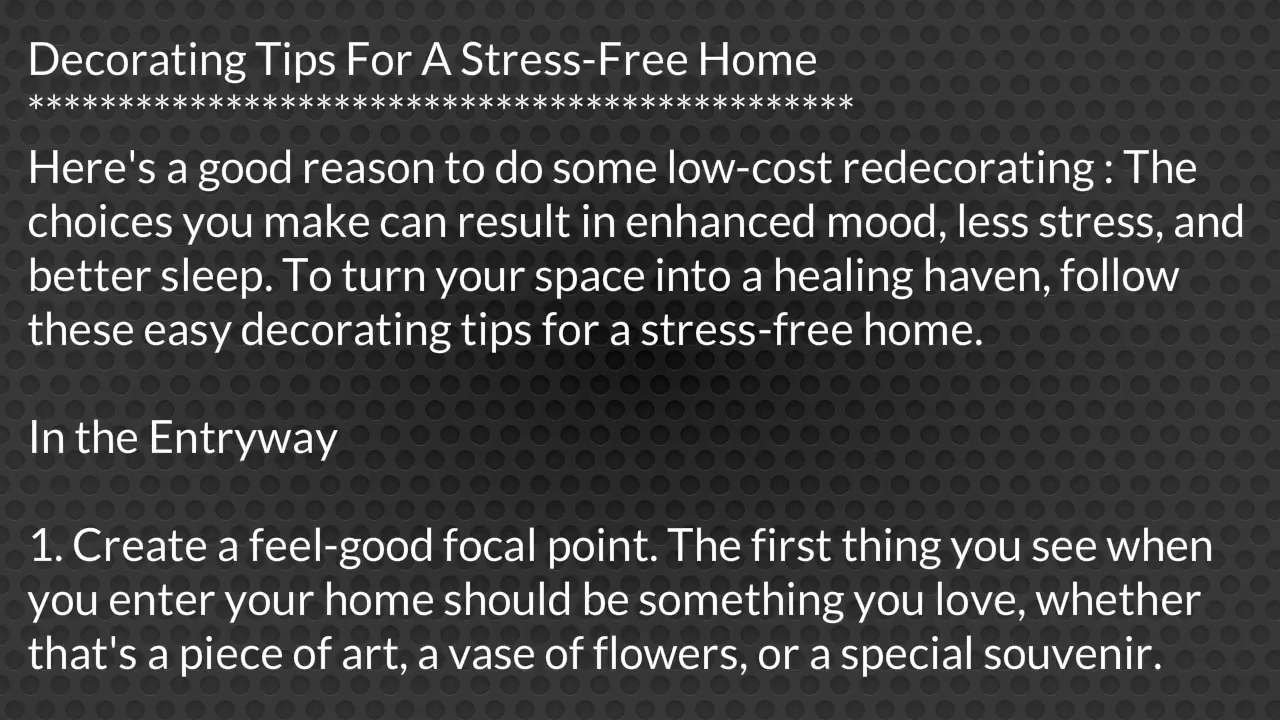 Decorating Tips For A Stress-Free Home
**********************************************
Here's a good reason to do some low-cost redecorating : The
choices you make can result in enhanced mood, less stress, and
better sleep. To turn your space into a healing haven, follow
these easy decorating tips for a stress-free home.
In the Entryway
1. Create a feel-good focal point. The first thing you see when
you enter your home should be something you love, whether
that's a piece of art, a vase of flowers, or a special souvenir.